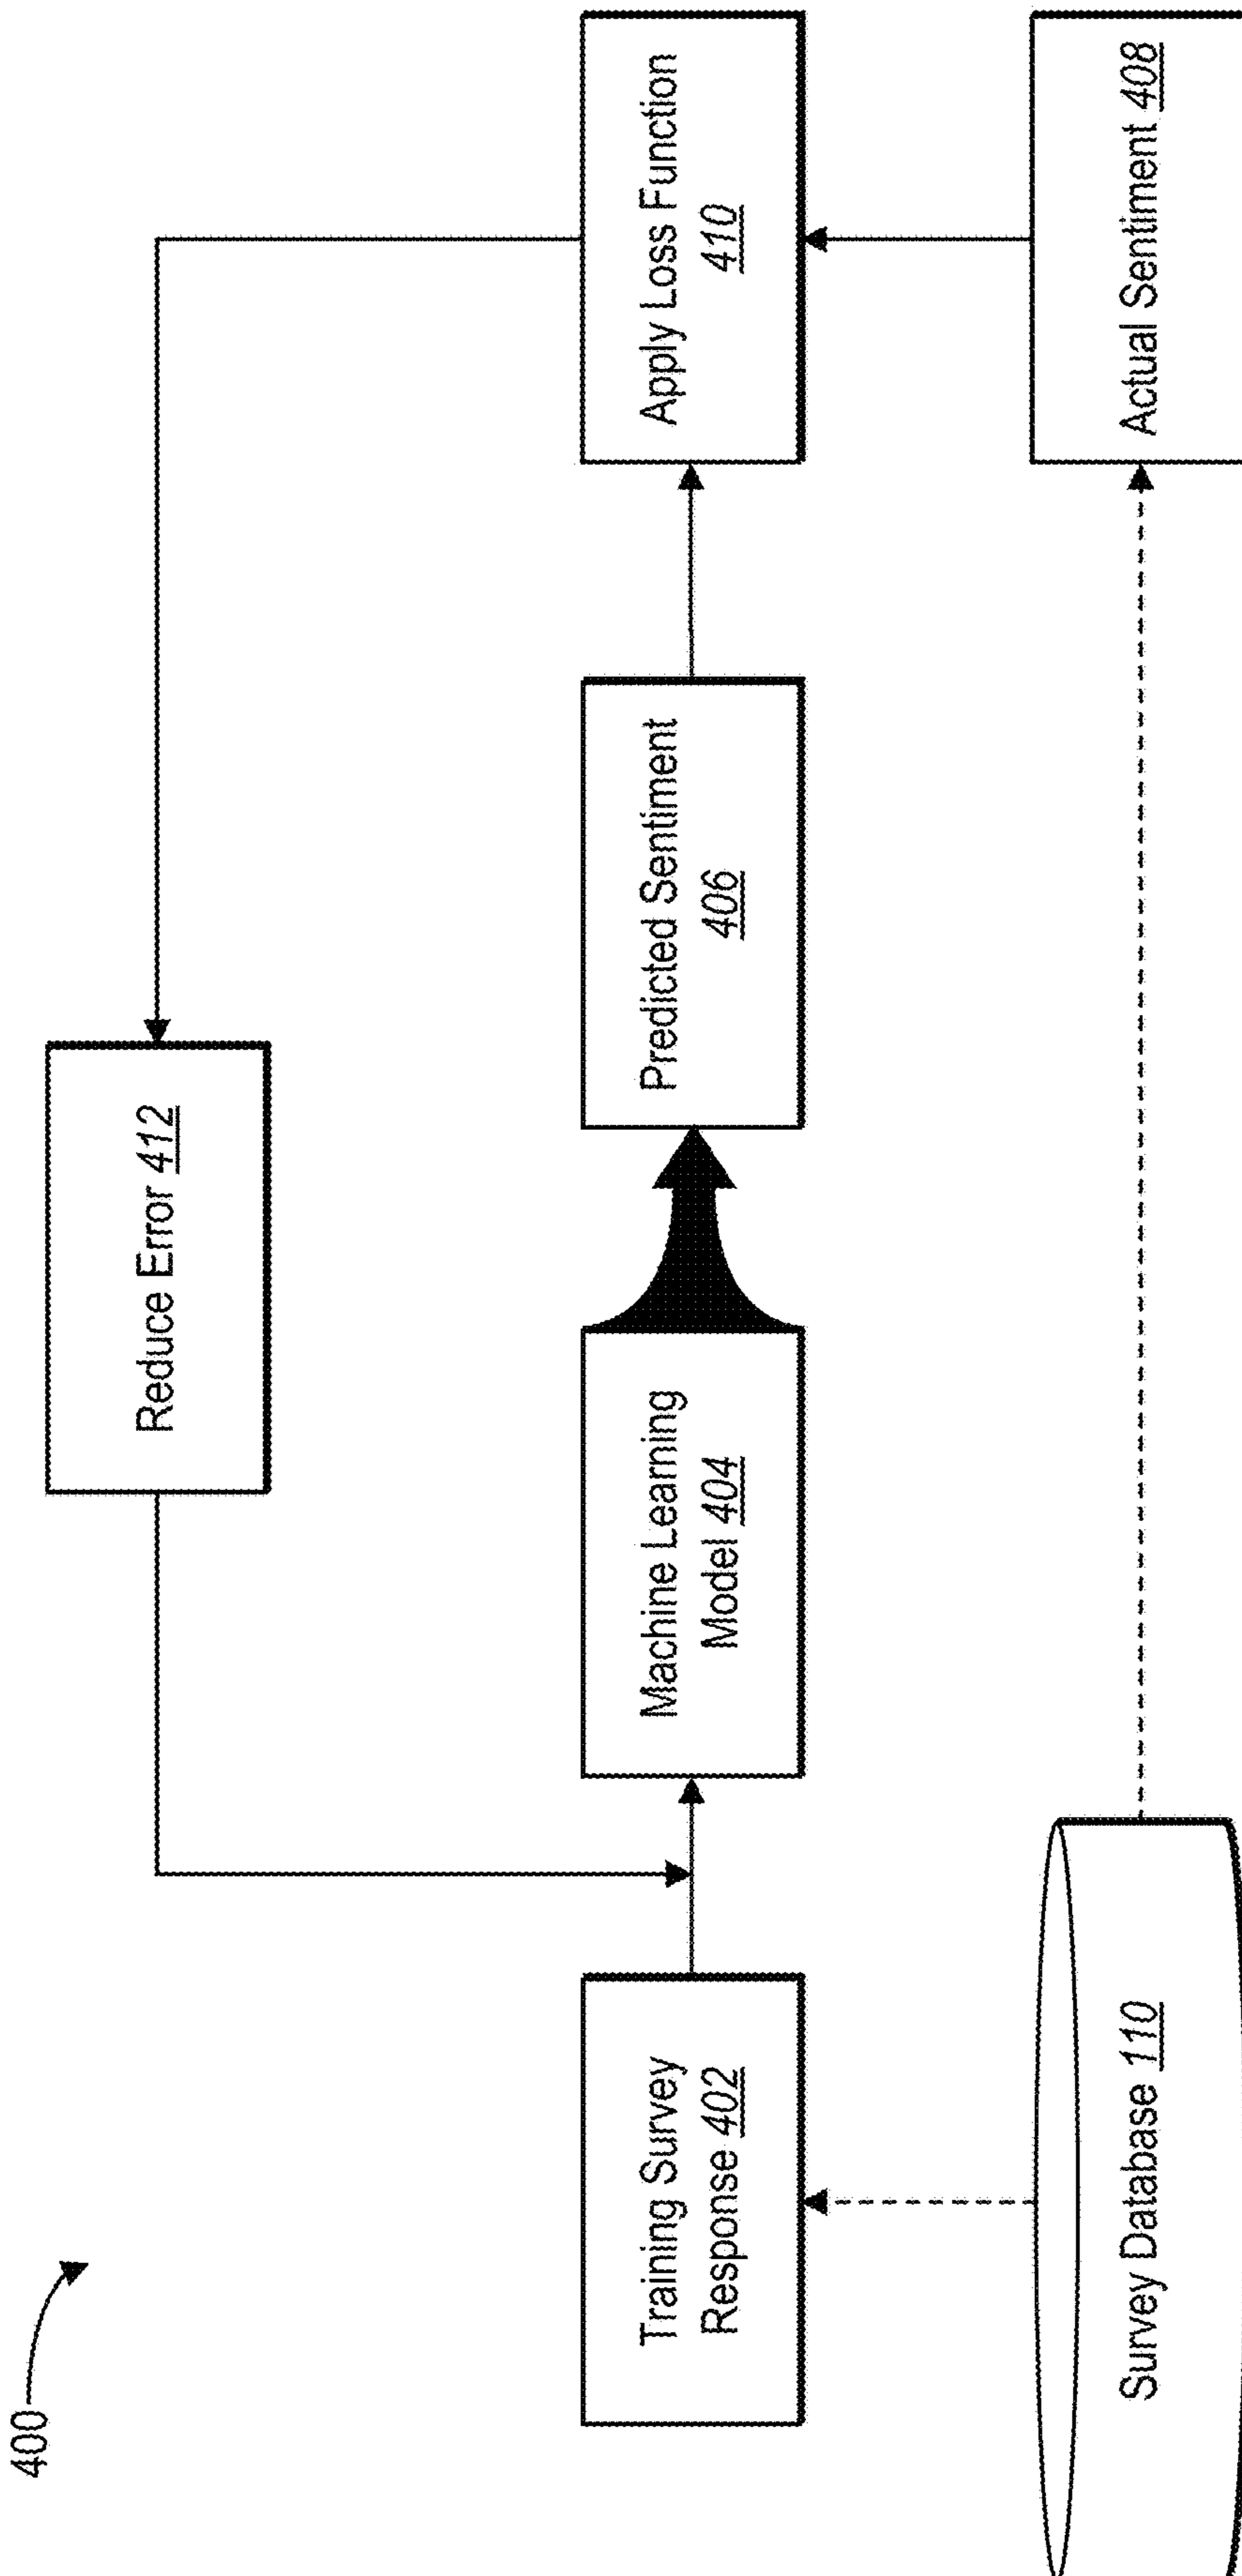 400
Reduce Error 412
Training Survey
Response 402
Machine Learning
Model 404
Predicted Sentiment
406
Apply Loss Function
410
Survey Database 110
Actual Sentiment 408